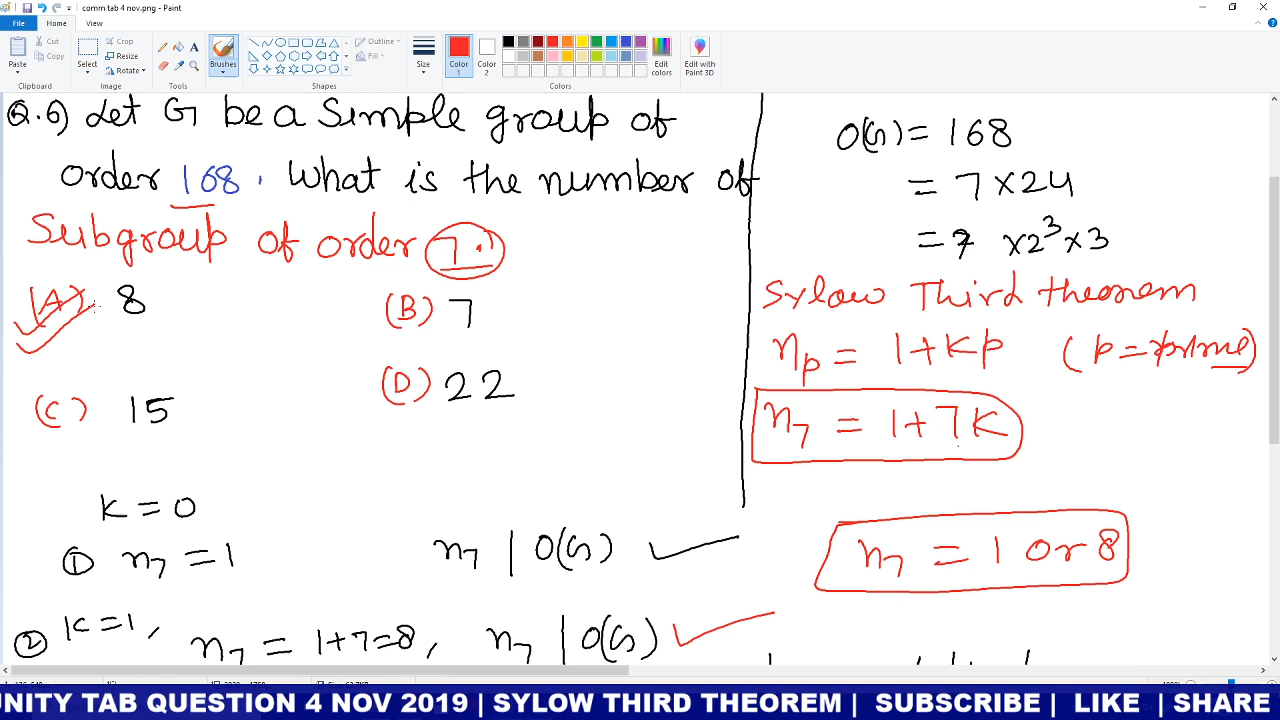 comm tab 4 nov.png - Paint
File Home View
Paste
Cut
Copy
Clipboard
Select
Crop
Resize
Rotate
Image
Tools
Brushes
Shapes
Outline
Fill
Size
Color 1
Color 2
Colors
Edit colors
Edit with Paint 3D
Q.6) Let G be a Simple group of
order 168. What is the number of
Subgroup of order 7.
(A) 8
(B) 7
(C) 15
(D) 22
K = 0
① n7 = 1 n7 | O(G) ✓
② K=1, n7 = 1+7=8, n7 | O(G) ✓
O(G) = 168
= 7 × 24
= 7 × 2³ × 3
Sylow Third theorem
np = 1 + Kp (p = prime)
n7 = 1 + 7K
n7 = 1 or 8
UNITY TAB QUESTION 4 NOV 2019 | SYLOW THIRD THEOREM | SUBSCRIBE | LIKE | SHARE